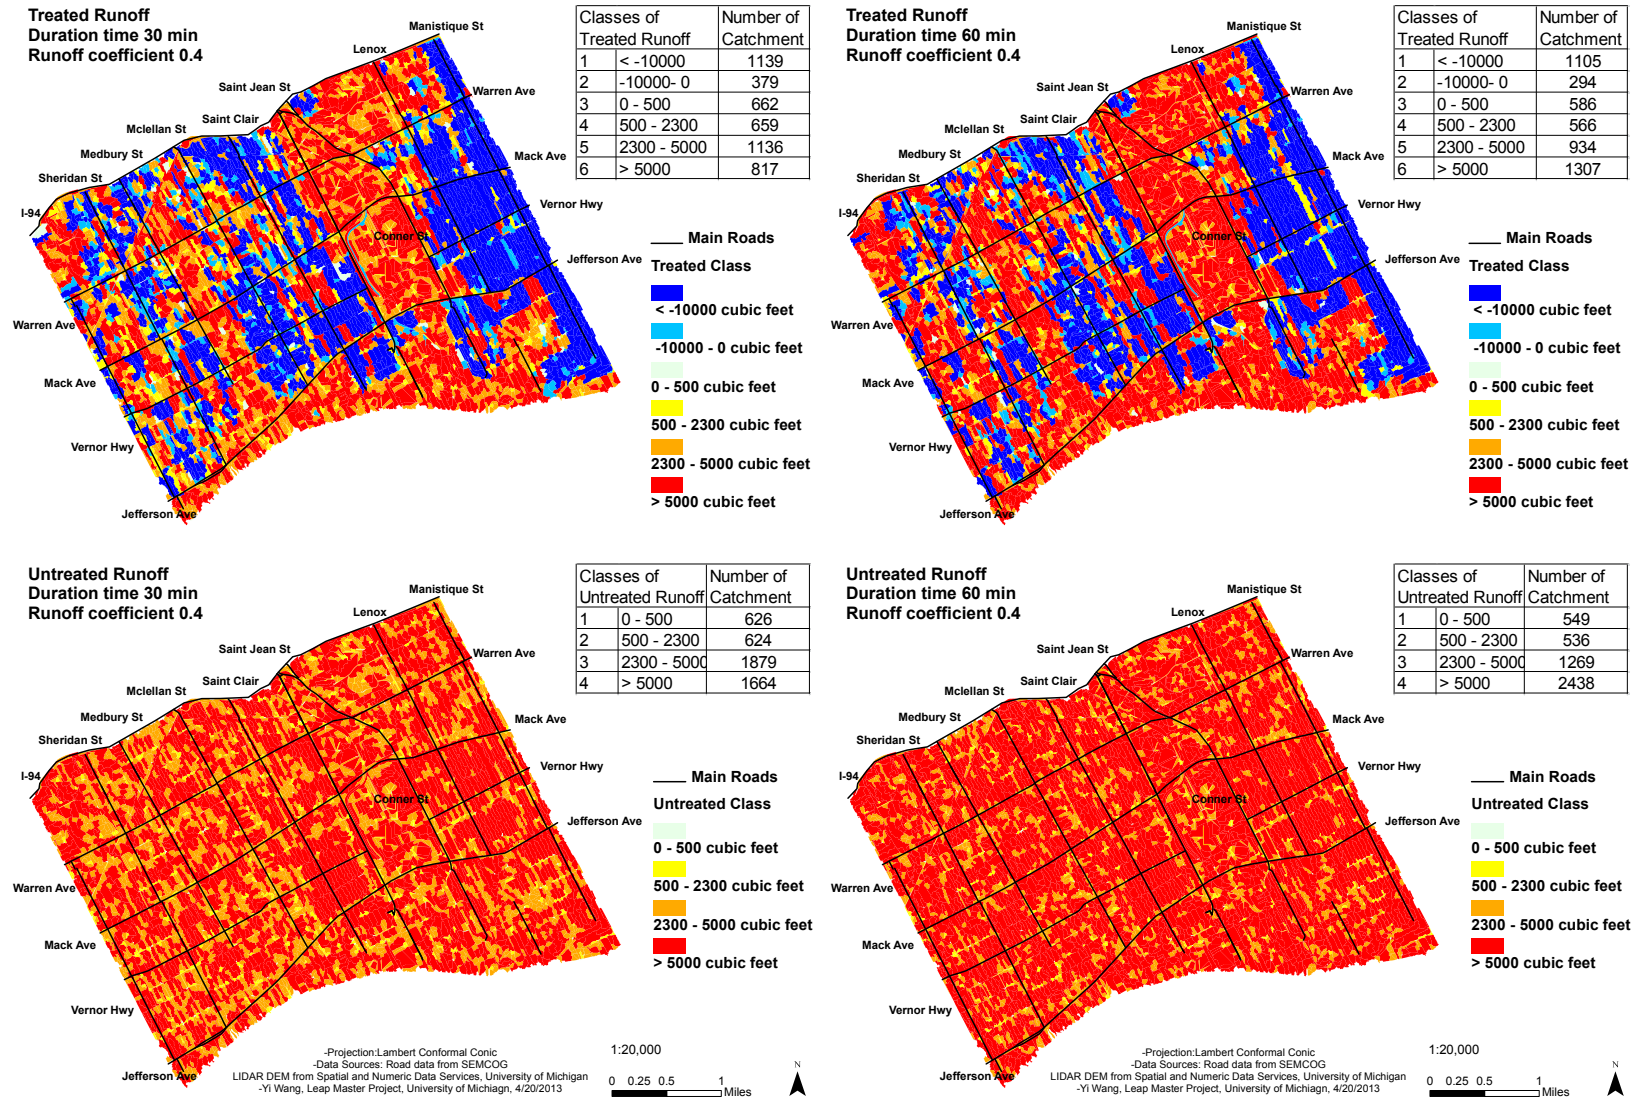 Treated Runoff
Duration time 30 min
Runoff coefficient 0.4
Classes of Treated Runoff Number of Catchment
1 < -10000 1139
2 -10000- 0 379
3 0 - 500 662
4 500 - 2300 659
5 2300 - 5000 1136
6 > 5000 817
Manistique St
Lenox
Saint Jean St
Warren Ave
Saint Clair
Mclellan St
Medbury St
Mack Ave
Sheridan St
Vernor Hwy
I-94
Conner St
Jefferson Ave
Warren Ave
Mack Ave
Vernor Hwy
Jefferson Ave
Main Roads
Treated Class
< -10000 cubic feet
-10000 - 0 cubic feet
0 - 500 cubic feet
500 - 2300 cubic feet
2300 - 5000 cubic feet
> 5000 cubic feet
Treated Runoff
Duration time 60 min
Runoff coefficient 0.4
Classes of Treated Runoff Number of Catchment
1 < -10000 1105
2 -10000- 0 294
3 0 - 500 586
4 500 - 2300 566
5 2300 - 5000 934
6 > 5000 1307
Manistique St
Lenox
Saint Jean St
Warren Ave
Saint Clair
Mclellan St
Medbury St
Mack Ave
Sheridan St
Vernor Hwy
I-94
Conner St
Jefferson Ave
Warren Ave
Mack Ave
Vernor Hwy
Jefferson Ave
Main Roads
Treated Class
< -10000 cubic feet
-10000 - 0 cubic feet
0 - 500 cubic feet
500 - 2300 cubic feet
2300 - 5000 cubic feet
> 5000 cubic feet
Untreated Runoff
Duration time 30 min
Runoff coefficient 0.4
Classes of Untreated Runoff Number of Catchment
1 0 - 500 626
2 500 - 2300 624
3 2300 - 5000 1879
4 > 5000 1664
Manistique St
Lenox
Saint Jean St
Warren Ave
Saint Clair
Mclellan St
Medbury St
Mack Ave
Sheridan St
Vernor Hwy
I-94
Conner St
Jefferson Ave
Warren Ave
Mack Ave
Vernor Hwy
Jefferson Ave
Main Roads
Untreated Class
0 - 500 cubic feet
500 - 2300 cubic feet
2300 - 5000 cubic feet
> 5000 cubic feet
-Projection:Lambert Conformal Conic
-Data Sources: Road data from SEMCOG
LIDAR DEM from Spatial and Numeric Data Services, University of Michigan
-Yi Wang, Leap Master Project, University of Michiagn, 4/20/2013
1:20,000
0 0.25 0.5 1
Miles
N
Untreated Runoff
Duration time 60 min
Runoff coefficient 0.4
Classes of Untreated Runoff Number of Catchment
1 0 - 500 549
2 500 - 2300 536
3 2300 - 5000 1269
4 > 5000 2438
Manistique St
Lenox
Saint Jean St
Warren Ave
Saint Clair
Mclellan St
Medbury St
Mack Ave
Sheridan St
Vernor Hwy
I-94
Conner St
Jefferson Ave
Warren Ave
Mack Ave
Vernor Hwy
Jefferson Ave
Main Roads
Untreated Class
0 - 500 cubic feet
500 - 2300 cubic feet
2300 - 5000 cubic feet
> 5000 cubic feet
-Projection:Lambert Conformal Conic
-Data Sources: Road data from SEMCOG
LIDAR DEM from Spatial and Numeric Data Services, University of Michigan
-Yi Wang, Leap Master Project, University of Michiagn, 4/20/2013
1:20,000
0 0.25 0.5 1
Miles
N